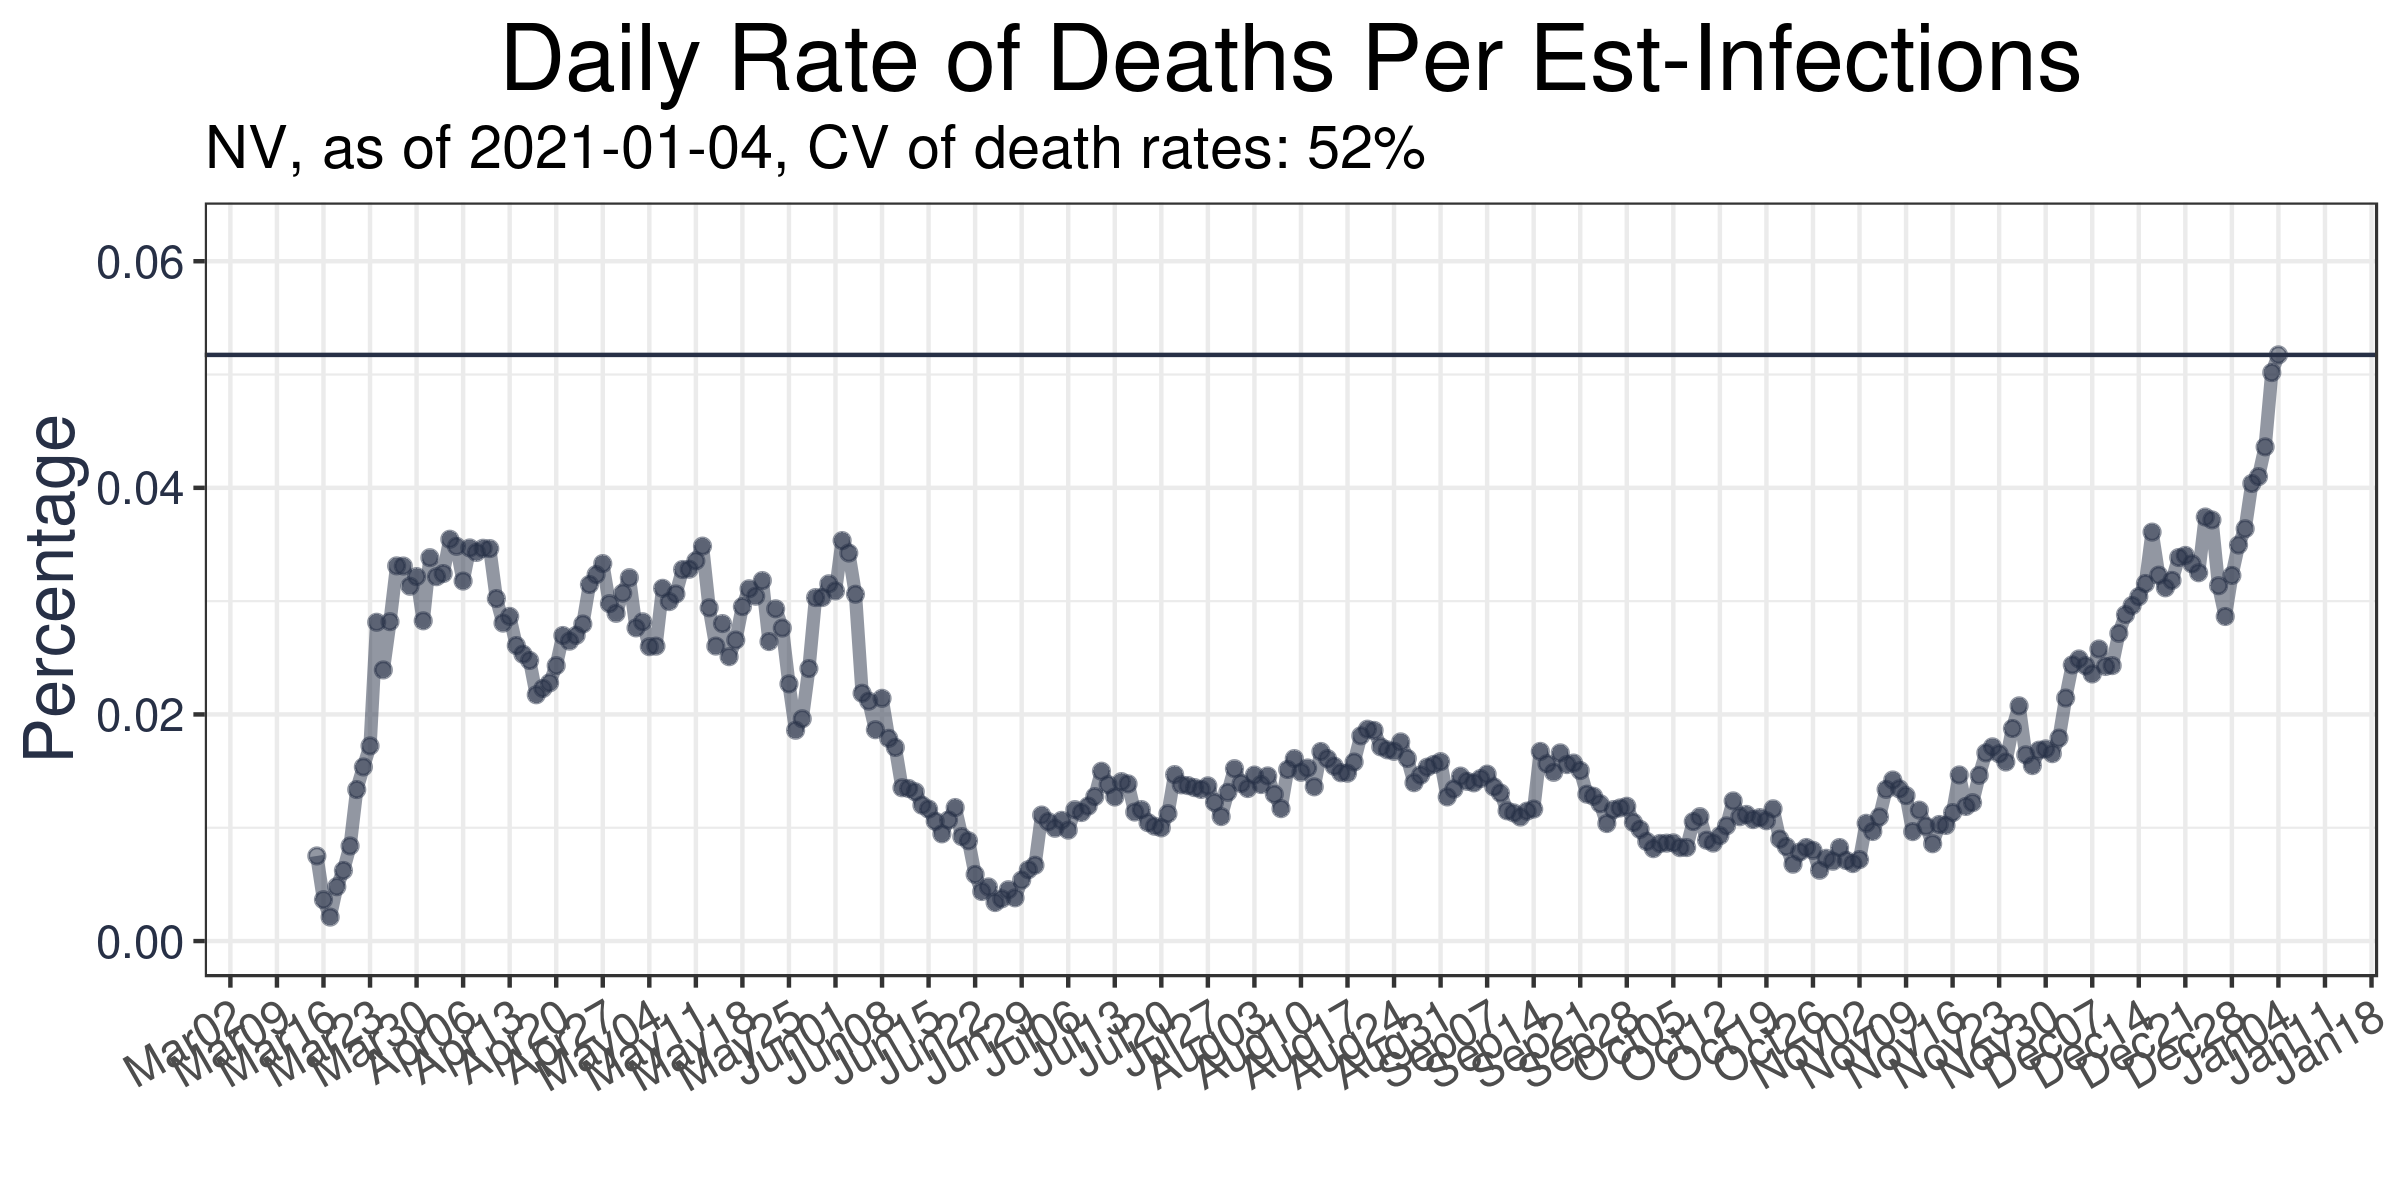 Daily Rate of Deaths Per Est-Infections
NV, as of 2021-01-04, CV of death rates: 52%
Percentage
0.06
0.04
0.02
0.00
Mar02
Mar09
Mar16
Mar23
Mar30
Apr06
Apr13
Apr20
Apr27
May04
May11
May18
May25
Jun01
Jun08
Jun15
Jun22
Jun29
Jul06
Jul13
Jul20
Jul27
Aug03
Aug10
Aug17
Aug24
Aug31
Sep07
Sep14
Sep21
Sep28
Oct05
Oct12
Oct19
Oct26
Nov02
Nov09
Nov16
Nov23
Nov30
Dec07
Dec14
Dec21
Dec28
Jan04
Jan11
Jan18